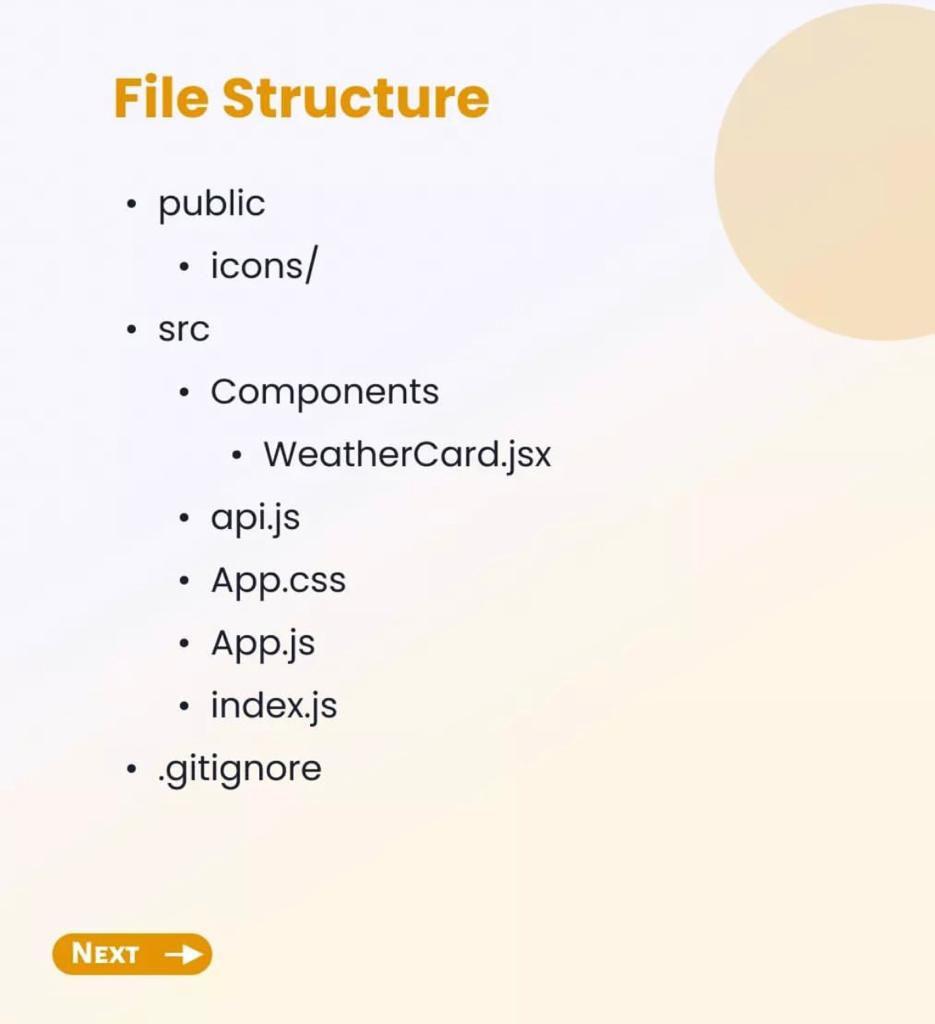 File Structure
• public
• icons/
• src
• Components
• WeatherCard.jsx
• api.js
• App.css
• App.js
• index.js
• .gitignore
NEXT